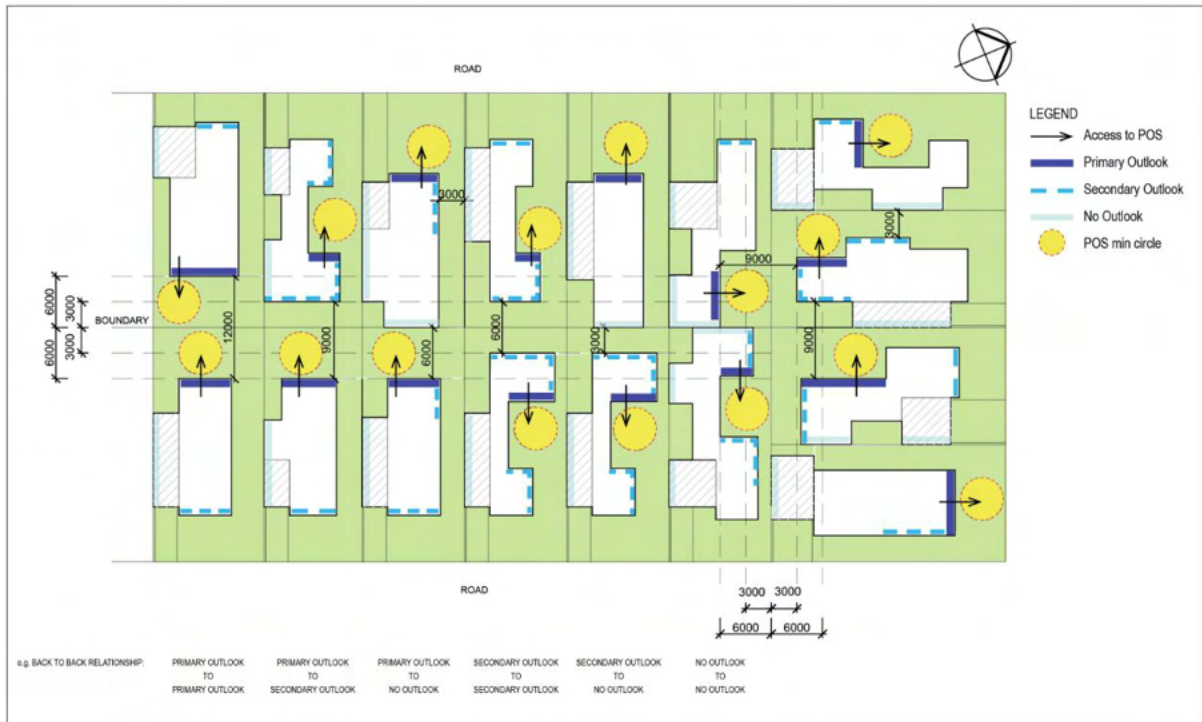 ROAD
LEGEND
Access to POS
Primary Outlook
Secondary Outlook
No Outlook
POS min circle
3000
3000
9000
6000
3000
BOUNDARY
6000
3000
12000
9000
6000
6000
3000
9000
ROAD
3000 3000
6000 6000
e.g. BACK TO BACK RELATIONSHIP:
PRIMARY OUTLOOK
TO
PRIMARY OUTLOOK
PRIMARY OUTLOOK
TO
SECONDARY OUTLOOK
PRIMARY OUTLOOK
TO
NO OUTLOOK
SECONDARY OUTLOOK
TO
SECONDARY OUTLOOK
SECONDARY OUTLOOK
TO
NO OUTLOOK
NO OUTLOOK
TO
NO OUTLOOK